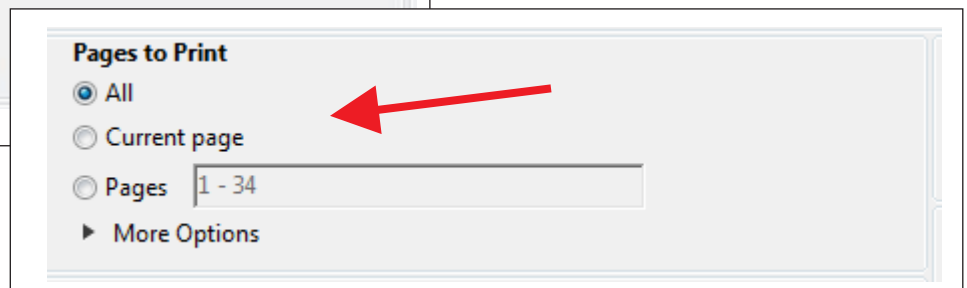 Pages to Print
All
Current page
Pages 1 - 34
More Options